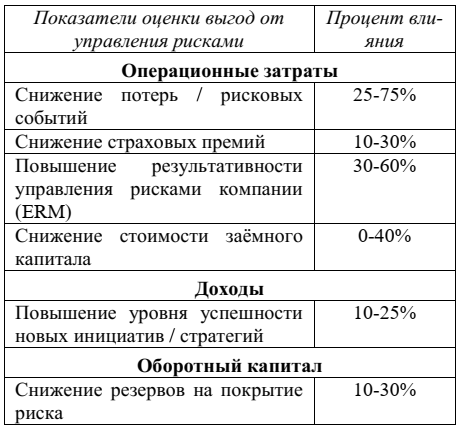 Показатели оценки выгод от управления рисками
Процент вли-
яния
Операционные затраты
Снижение потерь / рисковых
событий
25-75%
Снижение страховых премий
10-30%
Повышение результативности
управления рисками компании
(ERM)
30-60%
Снижение стоимости заёмного
капитала
0-40%
Доходы
Повышение уровня успешности
новых инициатив / стратегий
10-25%
Оборотный капитал
Снижение резервов на покрытие
риска
10-30%